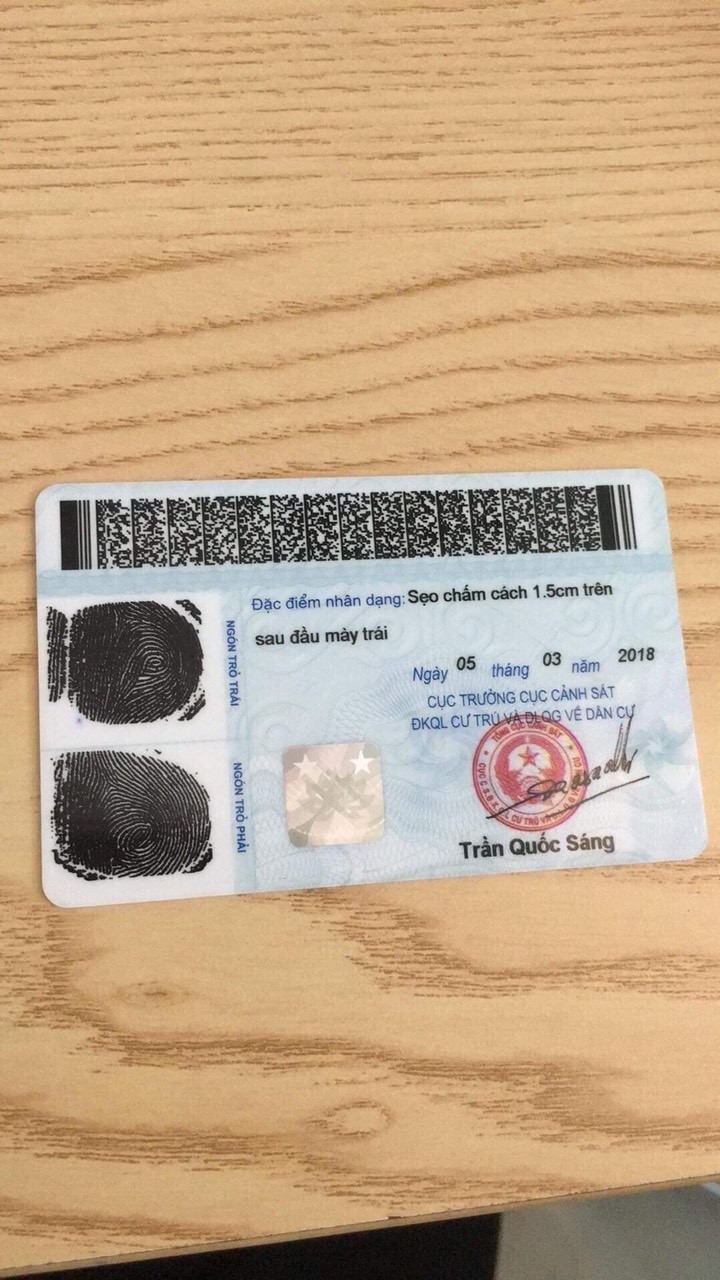 Đặc điểm nhân dạng: Sẹo chấm cách 1.5cm trên
sau đầu mày trái
Ngày 05 tháng 03 năm 2018
CỤC TRƯỞNG CỤC CẢNH SÁT
ĐKQL CƯ TRÚ VÀ DLQG VỀ DÂN CƯ
Trần Quốc Sáng
NGÓN TRỎ TRÁI
NGÓN TRỎ PHẢI